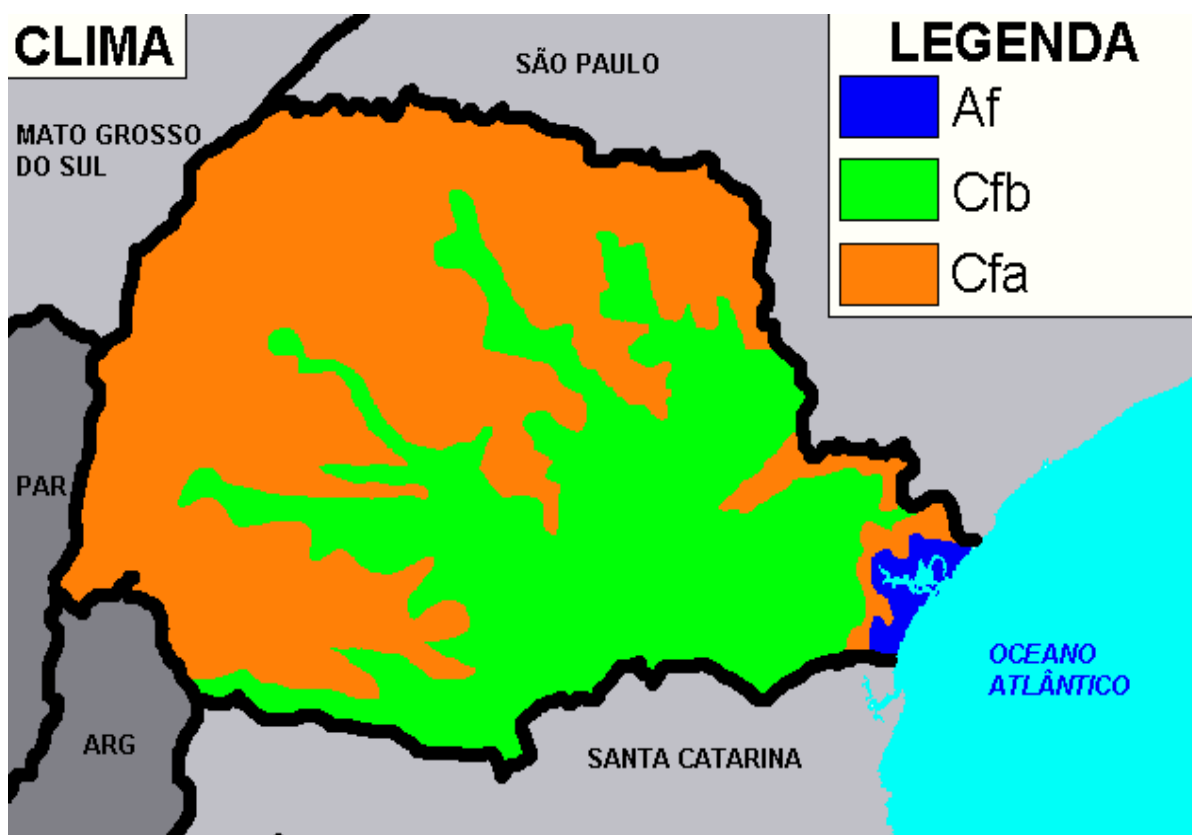 CLIMA
SÃO PAULO
LEGENDA
Af
Cfb
Cfa
MATO GROSSO
DO SUL
PAR
ARG
SANTA CATARINA
OCEANO
ATLÂNTICO